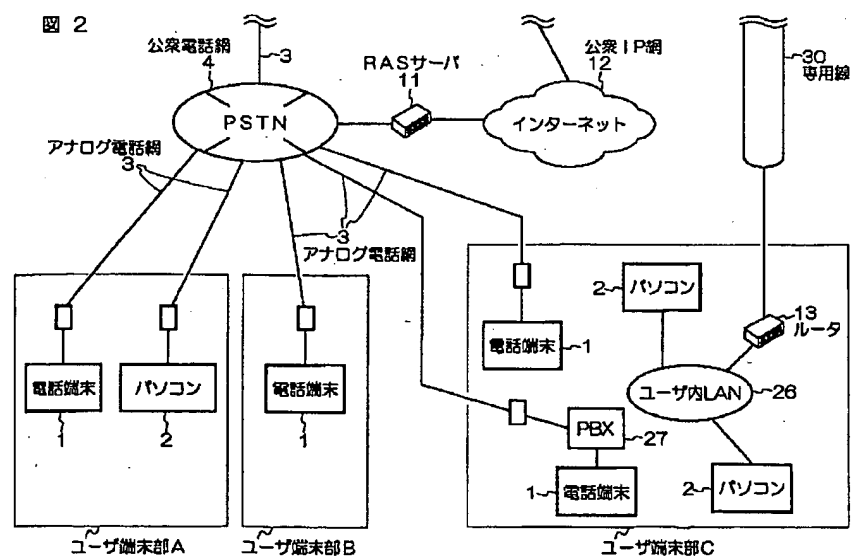 図 2
公衆電話網
4
3
PSTN
RASサーバ
11
公衆IP網
12
インターネット
30
専用線
アナログ電話網
3
3
アナログ電話網
3
電話端末
1
パソコン
2
ユーザ端末部A
電話端末
1
ユーザ端末部B
電話端末
1
2
パソコン
13
ルータ
ユーザ内LAN
26
PBX
27
1
電話端末
2
パソコン
ユーザ端末部C